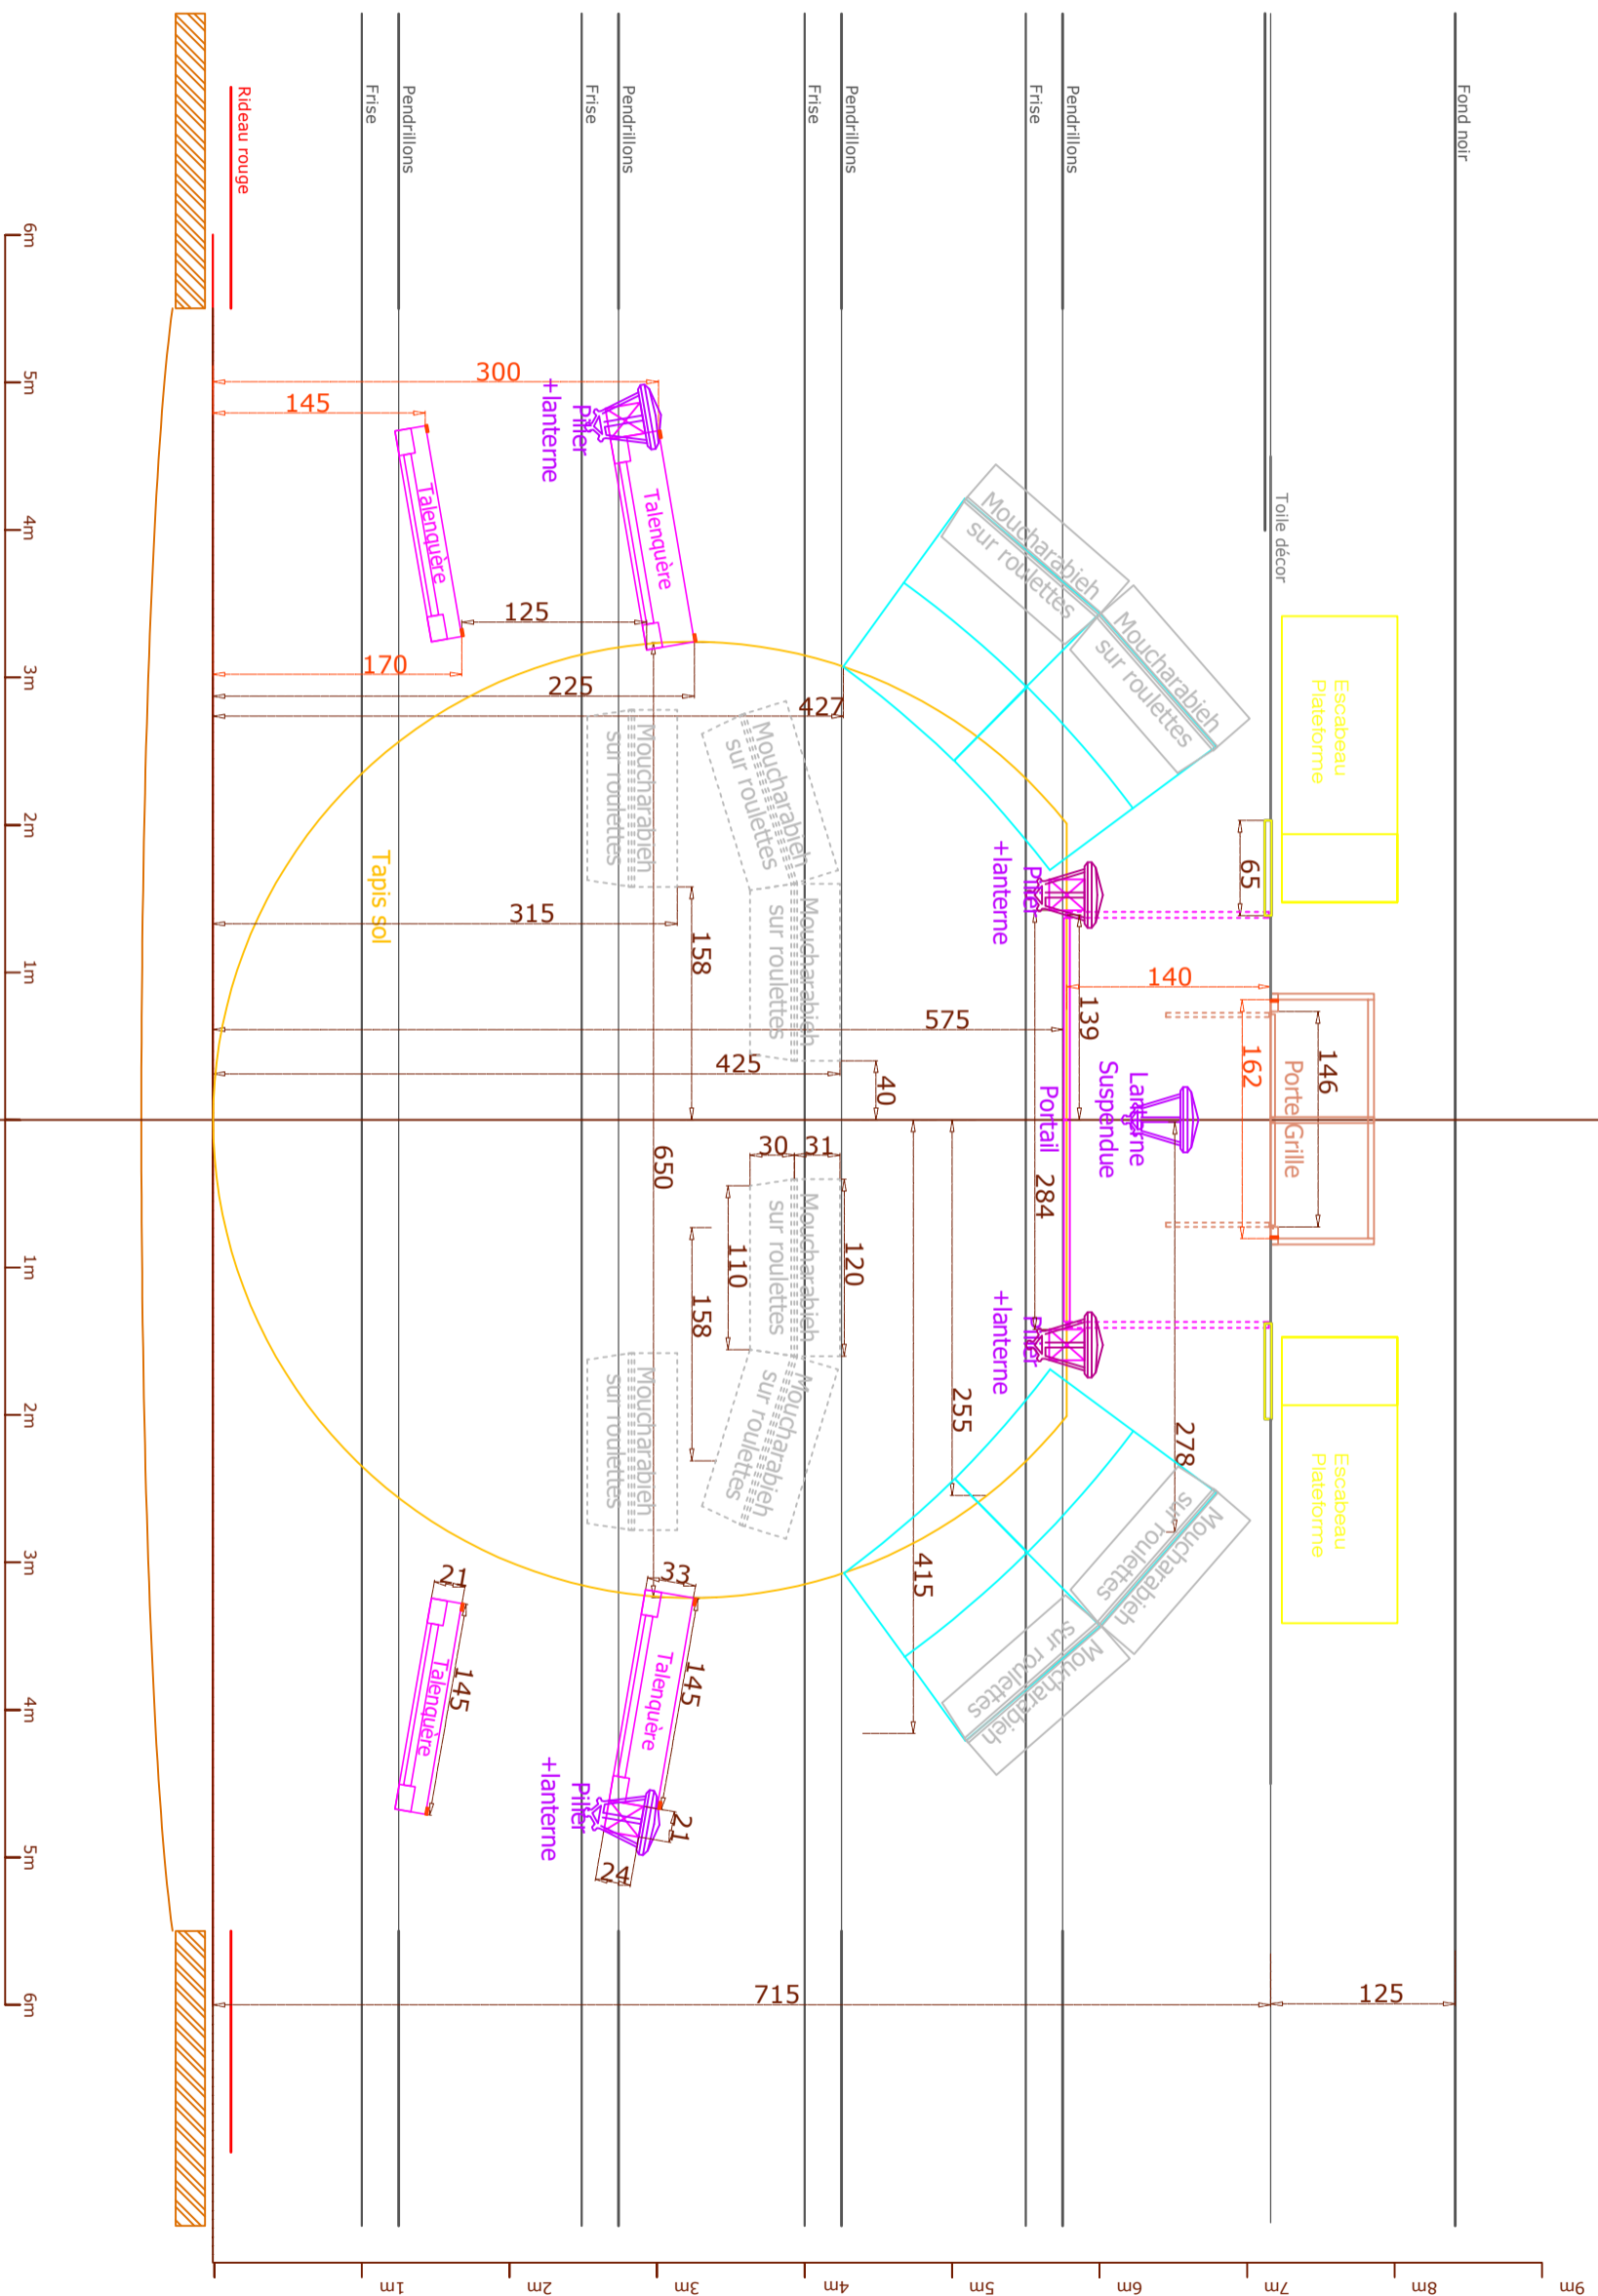 Rideau rouge
Frise
Pendrillons
Frise
Pendrillons
Frise
Pendrillons
Frise
Pendrillons
Toile décor
Fond noir
6m
5m
4m
3m
2m
1m
1m
2m
3m
4m
5m
6m
300
145
Pilier
+lanterne
Talenquère
Talenquère
125
170
225
427
Moucharabieh
sur roulettes
Moucharabieh
sur roulettes
Escabeau
Plateforme
Moucharabieh
sur roulettes
Moucharabieh
sur roulettes
Moucharabieh
sur roulettes
Tapis sol
315
158
Pilier
+lanterne
65
140
139
575
425
40
162
146
Porte Grille
Lanterne
Suspendue
Portail
284
650
30
31
Moucharabieh
sur roulettes
110
120
158
Moucharabieh
sur roulettes
Moucharabieh
sur roulettes
Pilier
+lanterne
255
278
415
Escabeau
Plateforme
Moucharabieh
sur roulettes
Moucharabieh
sur roulettes
21
33
145
145
Talenquère
Talenquère
Pilier
+lanterne
21
24
715
125
1m
2m
3m
4m
5m
6m
7m
8m
9m